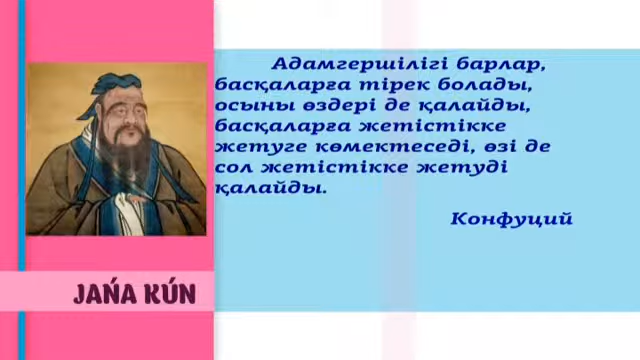 Адамгершілігі барлар,
басқаларға тірек болады,
осыны өздері де қалайды,
басқаларға жетістікке
жетуге көмектеседі, өзі де
сол жетістікке жетуді
қалайды.
Конфуций
JAŃA KÚN